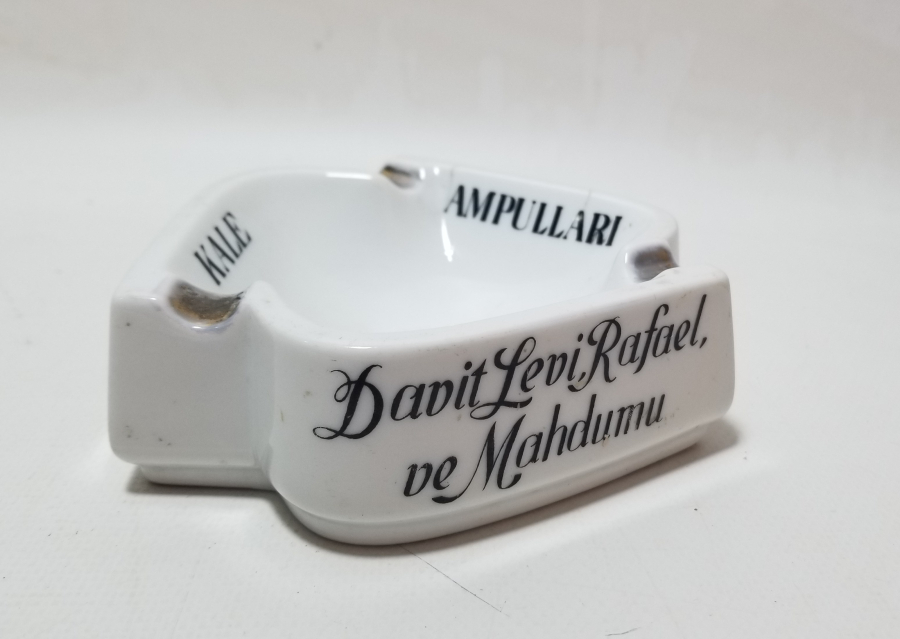 KALE
AMPULLARI
Davit Levi, Rafael,
ve Mahdumu